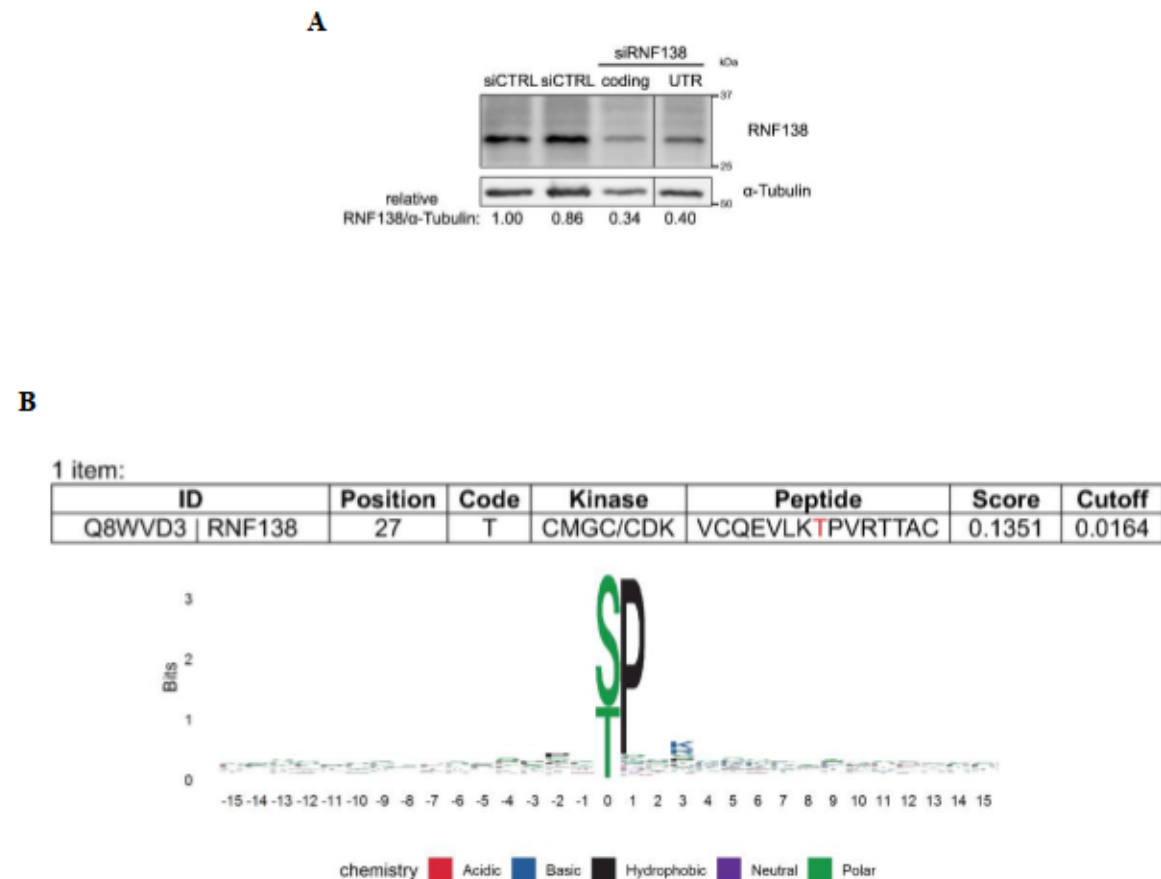 A
siRNF138
kDa
siCTRL siCTRL coding UTR
37
RNF138
25
α-Tubulin
50
relative
RNF138/α-Tubulin: 1.00 0.86 0.34 0.40
B
1 item:
ID Position Code Kinase Peptide Score Cutoff
Q8WVD3 | RNF138 27 T CMGC/CDK VCQEVLKTPVRTTAC 0.1351 0.0164
3
2
1
0
Bits
S P
T
K
-15 -14 -13 -12 -11 -10 -9 -8 -7 -6 -5 -4 -3 -2 -1 0 1 2 3 4 5 6 7 8 9 10 11 12 13 14 15
chemistry Acidic Basic Hydrophobic Neutral Polar